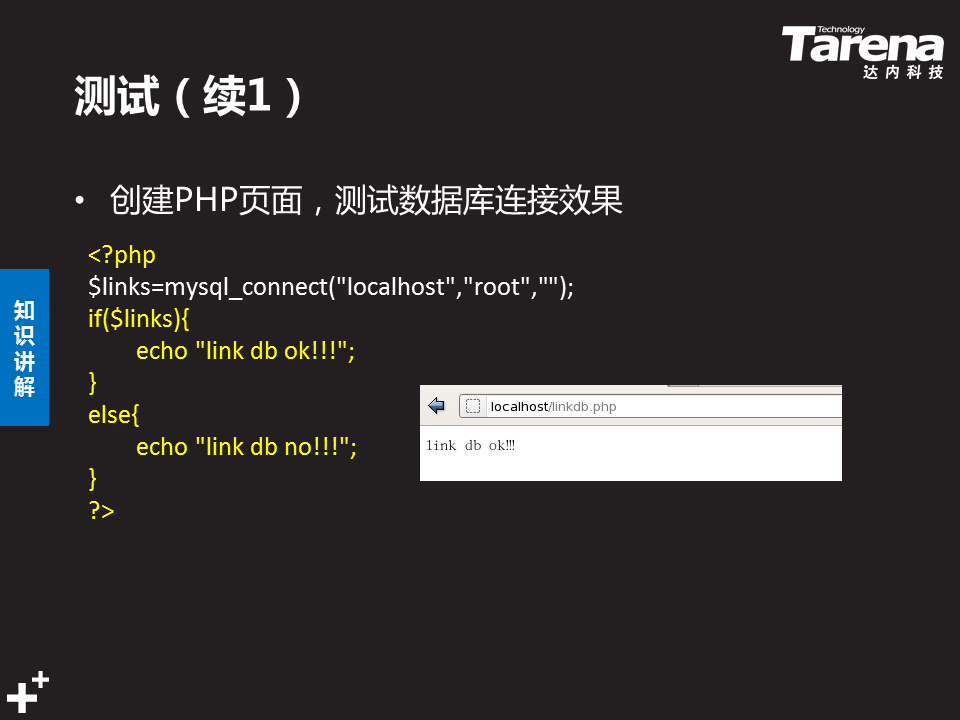 Technology
Tarena
达内科技
测试（续1）
• 创建PHP页面，测试数据库连接效果
<?php
$links=mysql_connect("localhost","root","");
if($links){
echo "link db ok!!!";
}
else{
echo "link db no!!!";
}
?>
知识讲解
localhost/linkdb.php
link db ok!!!